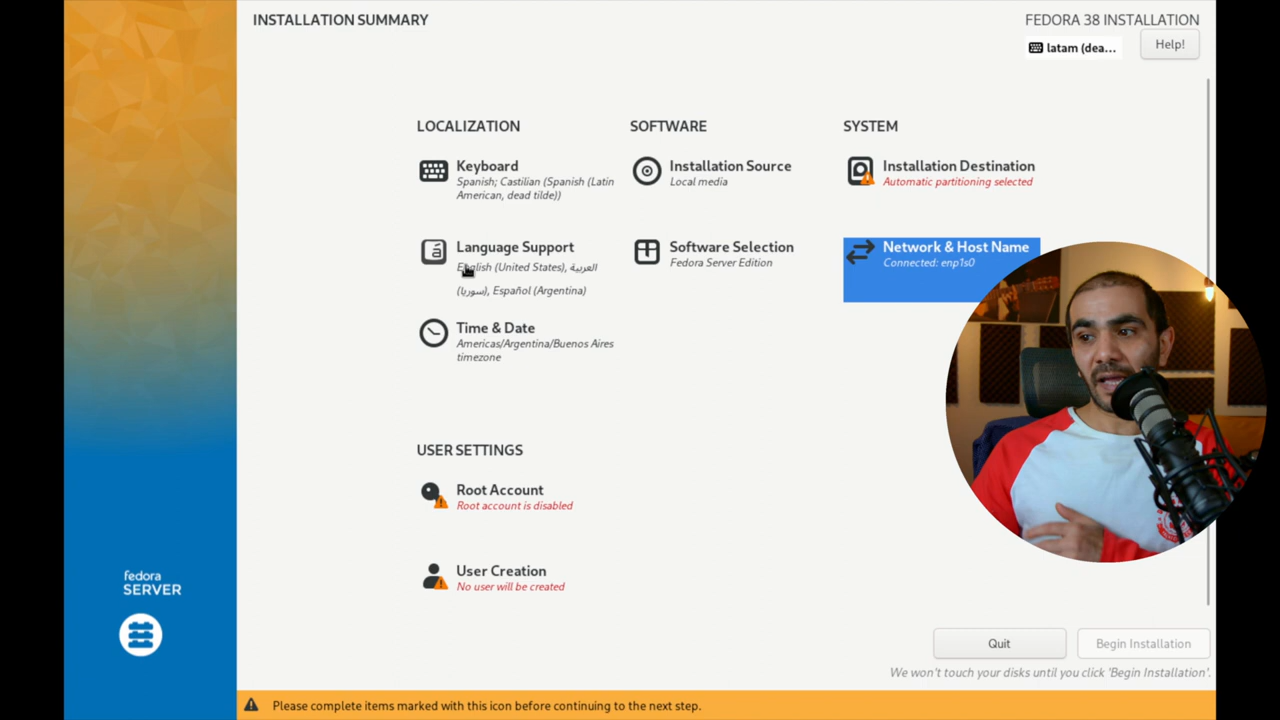 INSTALLATION SUMMARY
FEDORA 38 INSTALLATION
latam (dea...
Help!
LOCALIZATION
Keyboard
Spanish; Castilian (Spanish (Latin
American, dead tilde))
Language Support
English (United States), العربية
(سوريا), Español (Argentina)
Time & Date
Americas/Argentina/Buenos Aires
timezone
SOFTWARE
Installation Source
Local media
Software Selection
Fedora Server Edition
SYSTEM
Installation Destination
Automatic partitioning selected
Network & Host Name
Connected: enp1s0
USER SETTINGS
Root Account
Root account is disabled
User Creation
No user will be created
fedora
SERVER
Quit
Begin Installation
We won't touch your disks until you click 'Begin Installation'.
Please complete items marked with this icon before continuing to the next step.